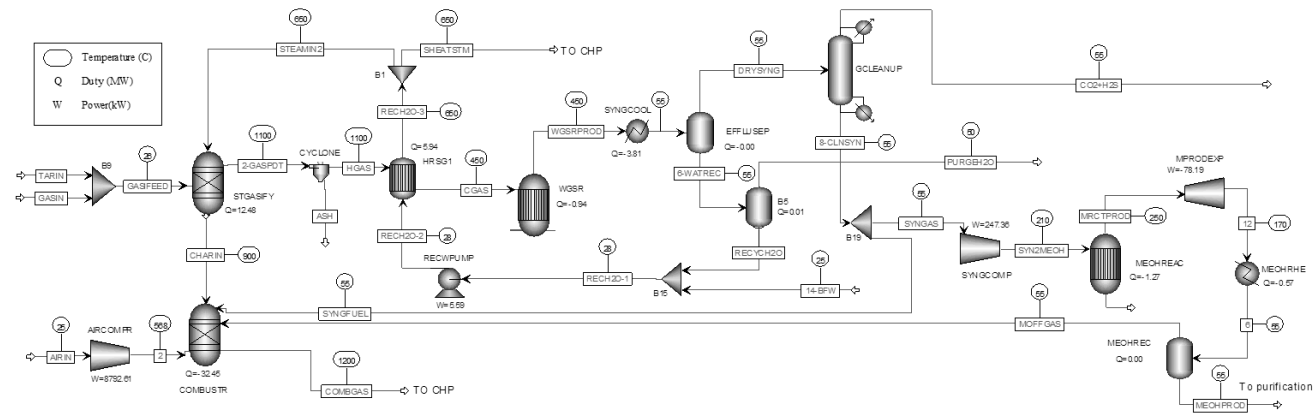 Temperature (C)
Q Duty (MW)
W Power(kW)
650
STEAMIN2
650
SHEATSTM
TO CHP
B1
RECH2O-3
650
1100
2-GASPDT
CYCLONE
1100
HGAS
Q=5.94
HRSG1
450
CGAS
450
WGSRPROD
SYNGCOOL
55
Q=-3.81
WGSR
Q=-0.94
55
DRYSYNG
EFFLUSEP
Q=-0.00
6-WATREC
55
B5
Q=0.01
GCLEANUP
55
CO2+H2S
8-CLNSYN
55
50
PURGEH2O
TARIN
GASIN
B9
26
GASIFEED
STGASIFY
Q=12.48
ASH
CHARIN
900
RECH2O-2
28
RECWPUMP
W=5.59
28
RECH2O-1
B15
RECYCH2O
25
14-BFW
B19
55
SYNGAS
W=247.36
SYNGCOMP
210
SYN2MEOH
MRCTPROD
250
MEOHREAC
Q=-1.27
MPRODEXP
W=-78.19
12
170
MEOHRHE
Q=-0.57
6
55
55
SYNGFUEL
55
MOFFGAS
MEOHREC
Q=0.00
55
MEOHPROD
To purification
25
AIRIN
AIRCOMPR
W=8792.61
568
2
Q=-32.46
COMBUSTR
1200
COMBGAS
TO CHP